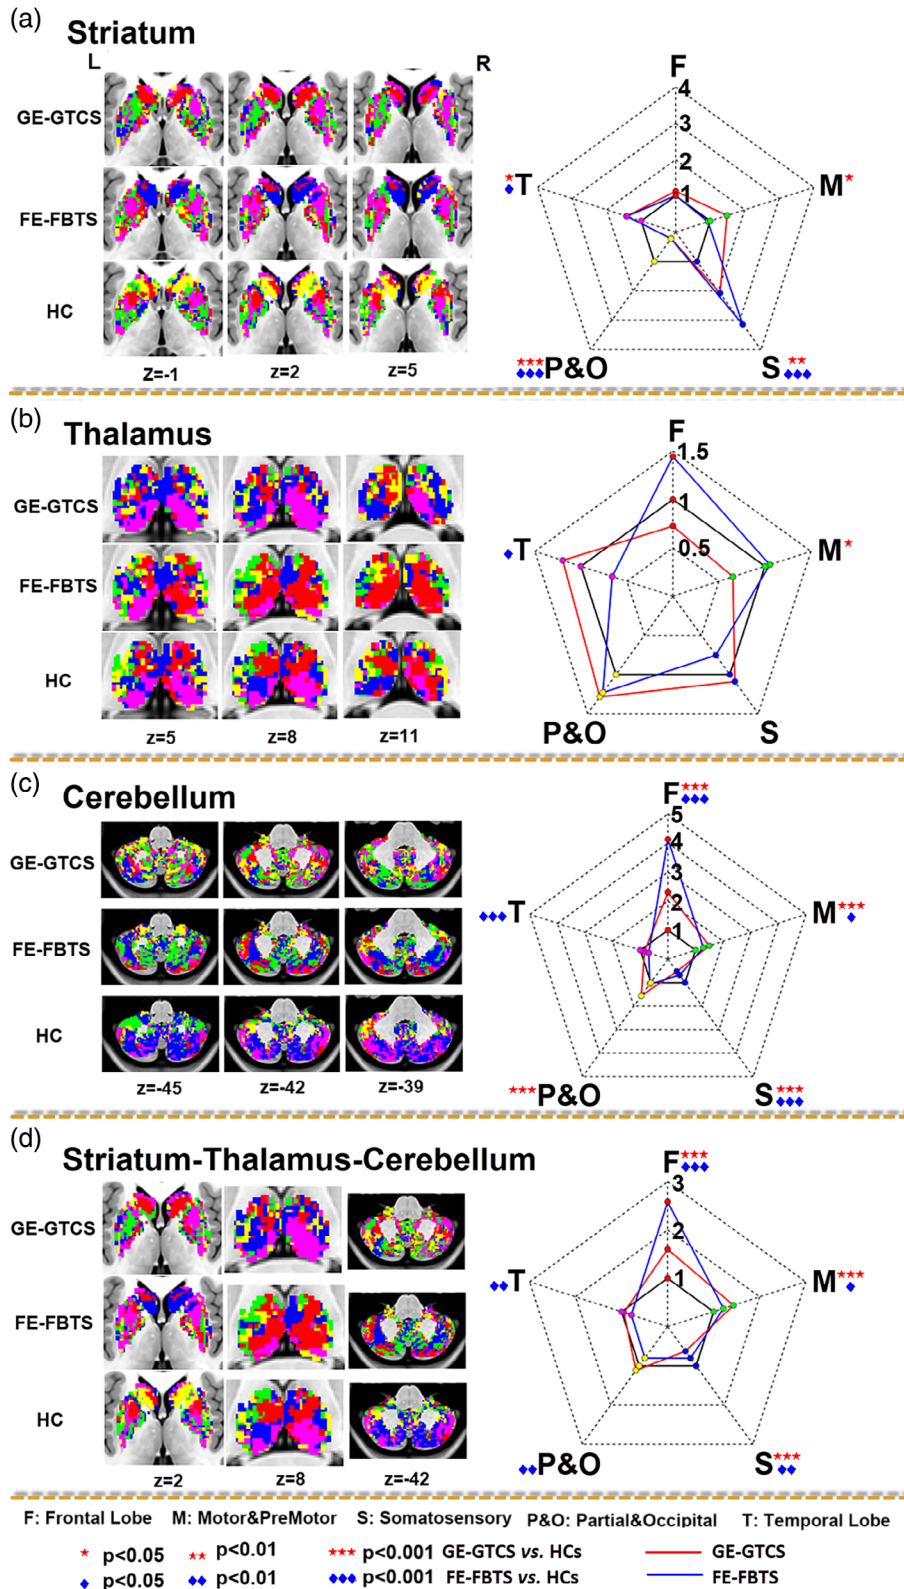 (a)
Striatum
L
R
GE-GTCS
FE-FBTS
HC
Z=-1
z=2
z=5
F
4
3
2
1
★
◆ T
M ★
★★★
◆◆◆ P&O
S ★★
◆◆◆
(b)
Thalamus
GE-GTCS
FE-FBTS
HC
z=5
z=8
z=11
F
1.5
1
0.5
◆ T
M ★
P&O
S
(c)
Cerebellum
GE-GTCS
FE-FBTS
HC
z=-45
z=-42
z=-39
F ★★★
◆◆◆
5
4
3
2
1
◆◆◆ T
M ★★★
◆
★★★ P&O
S ★★★
◆◆◆
(d)
Striatum-Thalamus-Cerebellum
GE-GTCS
FE-FBTS
HC
z=2
z=8
z=-42
F ★★★
◆◆◆
3
2
1
◆◆ T
M ★★★
◆
◆◆ P&O
S ★★★
◆◆
F: Frontal Lobe M: Motor&PreMotor S: Somatosensory P&O: Partial&Occipital T: Temporal Lobe
★ p<0.05 ★★ p<0.01 ★★★ p<0.001 GE-GTCS vs. HCs GE-GTCS
◆ p<0.05 ◆◆ p<0.01 ◆◆◆ p<0.001 FE-FBTS vs. HCs FE-FBTS